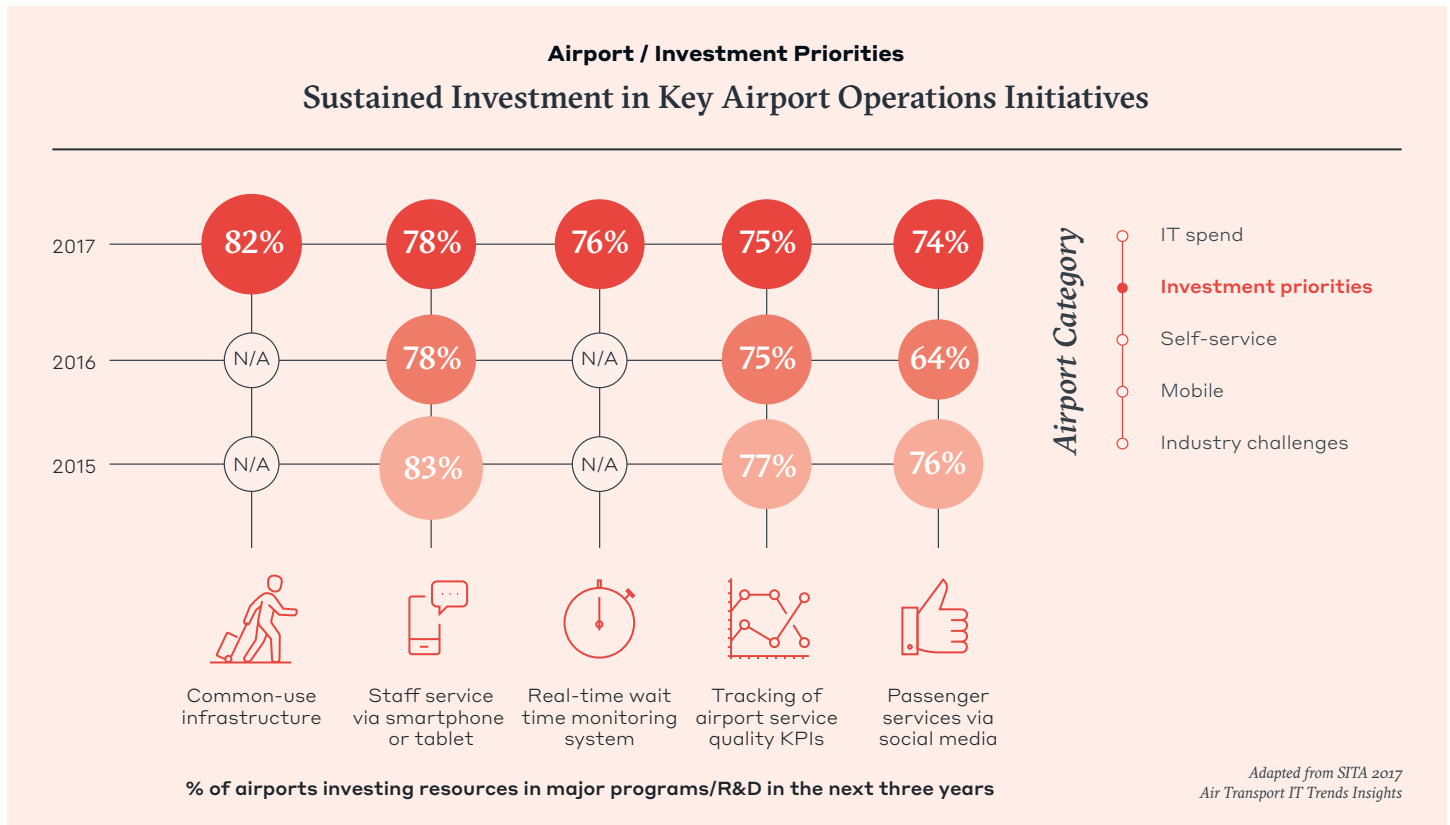 Airport / Investment Priorities
Sustained Investment in Key Airport Operations Initiatives
2017
82%
78%
76%
75%
74%
2016
N/A
78%
N/A
75%
64%
2015
N/A
83%
N/A
77%
76%
Common-use
infrastructure
Staff service
via smartphone
or tablet
Real-time wait
time monitoring
system
Tracking of
airport service
quality KPIs
Passenger
services via
social media
% of airports investing resources in major programs/R&D in the next three years
Airport Category
IT spend
Investment priorities
Self-service
Mobile
Industry challenges
Adapted from SITA 2017
Air Transport IT Trends Insights